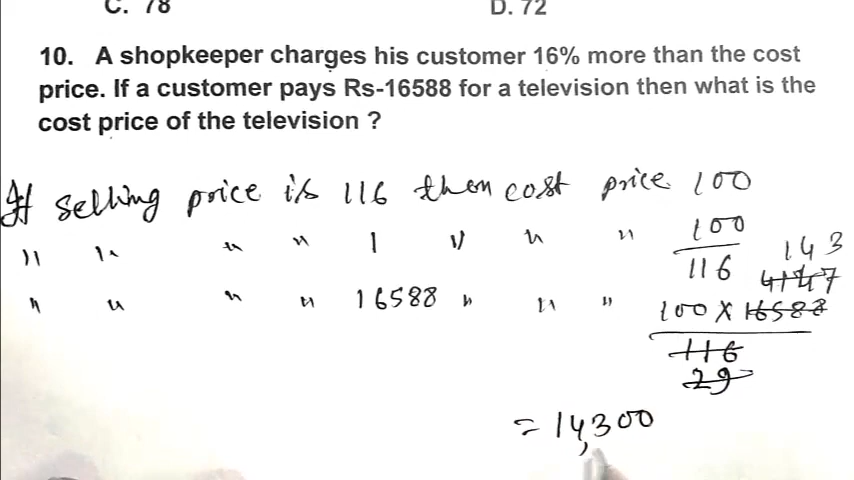 C. 78 D. 72
10. A shopkeeper charges his customer 16% more than the cost
price. If a customer pays Rs-16588 for a television then what is the
cost price of the television ?
If selling price is 116 then cost price 100
" " " " 1 " " " 100
116
143
4147
" " " " 16588 " " " 100 X 16588
116
29
= 14,300